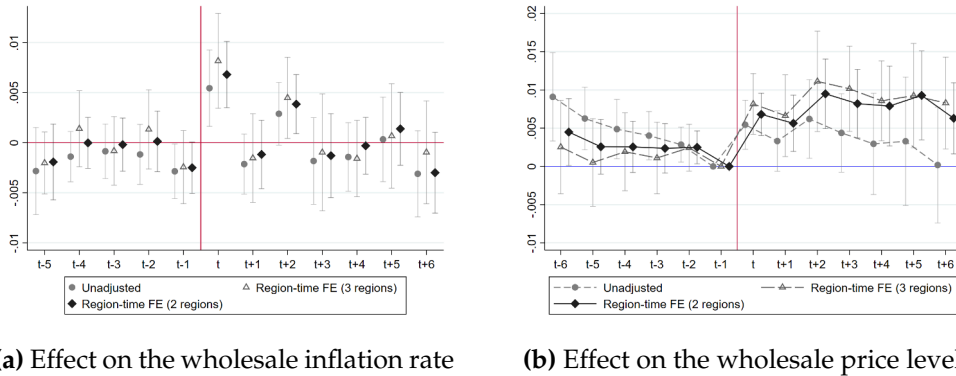 .01
.005
0
-.005
-.01
t-5 t-4 t-3 t-2 t-1 t t+1 t+2 t+3 t+4 t+5 t+6
Unadjusted
Region-time FE (3 regions)
Region-time FE (2 regions)
(a) Effect on the wholesale inflation rate
.02
.015
.01
.005
0
-.005
-.01
t-6 t-5 t-4 t-3 t-2 t-1 t t+1 t+2 t+3 t+4 t+5 t+6
Unadjusted
Region-time FE (3 regions)
Region-time FE (2 regions)
(b) Effect on the wholesale price level